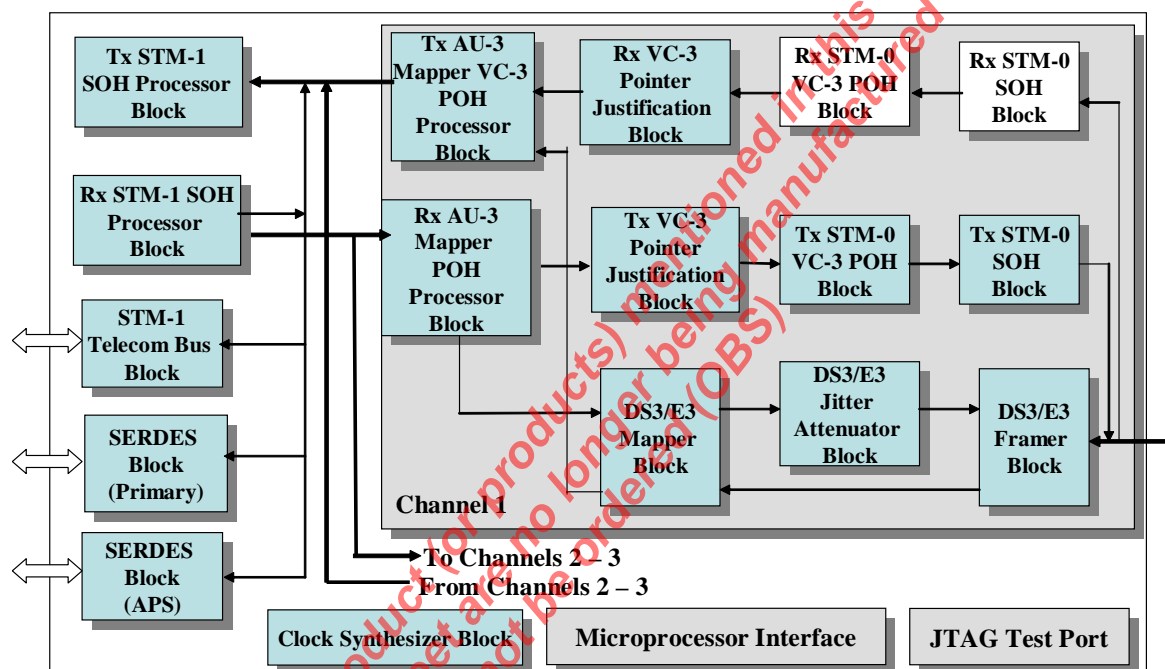 Tx STM-1
SOH Processor
Block
Tx AU-3
Mapper VC-3
POH
Processor
Block
Rx VC-3
Pointer
Justification
Block
Rx STM-0
VC-3 POH
Block
Rx STM-0
SOH
Block
Rx STM-1 SOH
Processor
Block
Rx AU-3
Mapper
POH
Processor
Block
Tx VC-3
Pointer
Justification
Block
Tx STM-0
VC-3 POH
Block
Tx STM-0
SOH
Block
STM-1
Telecom Bus
Block
DS3/E3
Mapper
Block
DS3/E3
Jitter
Attenuator
Block
DS3/E3
Framer
Block
SERDES
Block
(Primary)
Channel 1
SERDES
Block
(APS)
To Channels 2 – 3
From Channels 2 – 3
Clock Synthesizer Block
Microprocessor Interface
JTAG Test Port
product (or products) mentioned in this
et are no longer being manufactured
not be ordered (OBS)